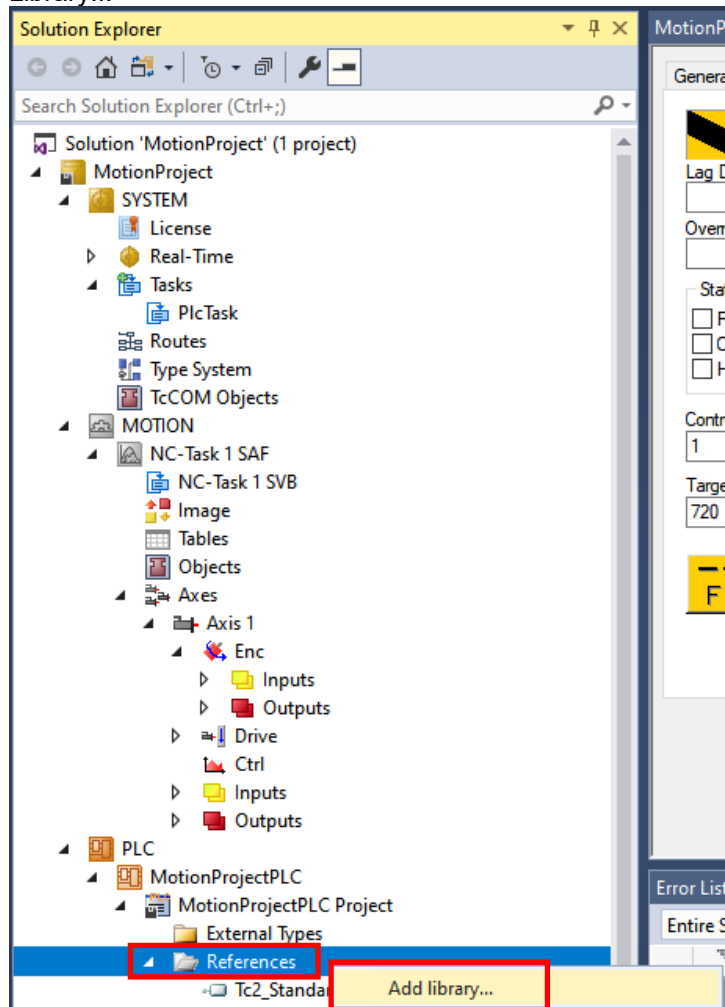 Library...
Solution Explorer
Search Solution Explorer (Ctrl+;)
Solution 'MotionProject' (1 project)
MotionProject
SYSTEM
License
Real-Time
Tasks
PlcTask
Routes
Type System
TcCOM Objects
MOTION
NC-Task 1 SAF
NC-Task 1 SVB
Image
Tables
Objects
Axes
Axis 1
Enc
Inputs
Outputs
Drive
Ctrl
Inputs
Outputs
PLC
MotionProjectPLC
MotionProjectPLC Project
External Types
References
Tc2_Standar
Add library...
MotionP
Genera
Lag D
Overr
Sta
F
C
H
Contr
1
Targe
720
F
Error List
Entire S